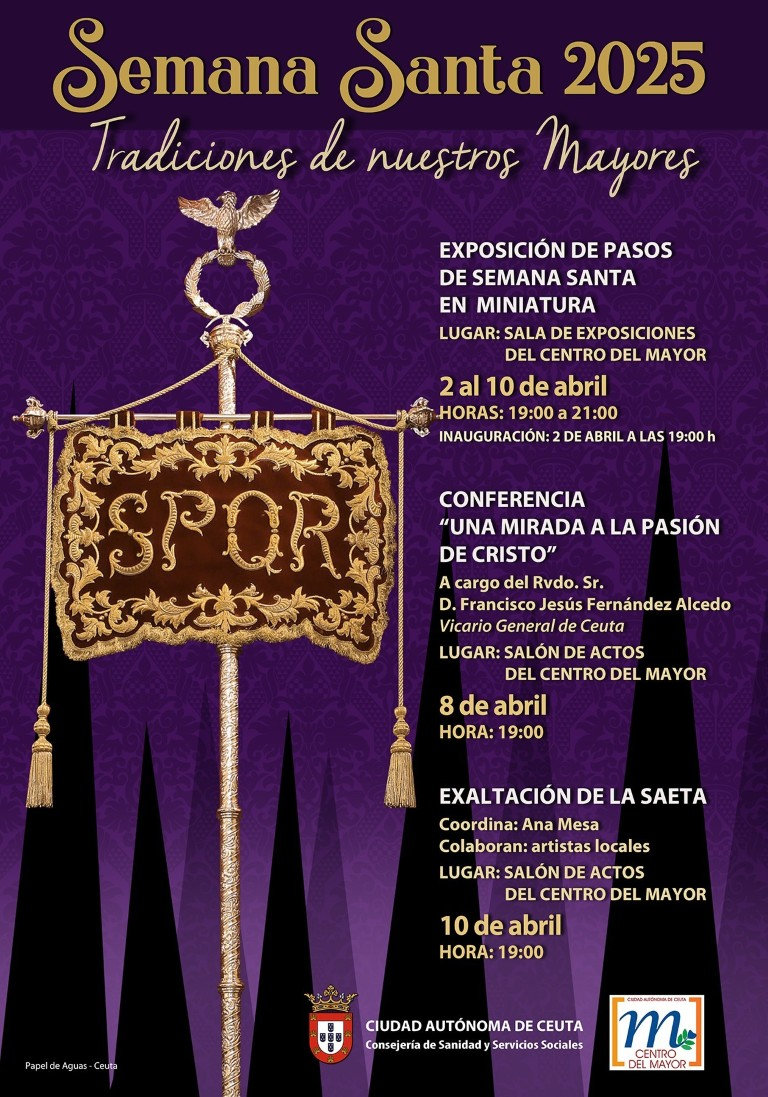 Semana Santa 2025
Tradiciones de nuestros Mayores
EXPOSICIÓN DE PASOS
DE SEMANA SANTA
EN MINIATURA
LUGAR: SALA DE EXPOSICIONES
DEL CENTRO DEL MAYOR
2 al 10 de abril
HORAS: 19:00 a 21:00
INAUGURACIÓN: 2 DE ABRIL A LAS 19:00 h
SPQR
CONFERENCIA
“UNA MIRADA A LA PASIÓN
DE CRISTO”
A cargo del Rvdo. Sr.
D. Francisco Jesús Fernández Alcedo
Vicario General de Ceuta
LUGAR: SALÓN DE ACTOS
DEL CENTRO DEL MAYOR
8 de abril
HORA: 19:00
EXALTACIÓN DE LA SAETA
Coordina: Ana Mesa
Colaboran: artistas locales
LUGAR: SALÓN DE ACTOS
DEL CENTRO DEL MAYOR
10 de abril
HORA: 19:00
CIUDAD AUTÓNOMA DE CEUTA
Consejería de Sanidad y Servicios Sociales
CIUDAD AUTÓNOMA DE CEUTA
m
CENTRO
DEL MAYOR
Papel de Aguas - Ceuta